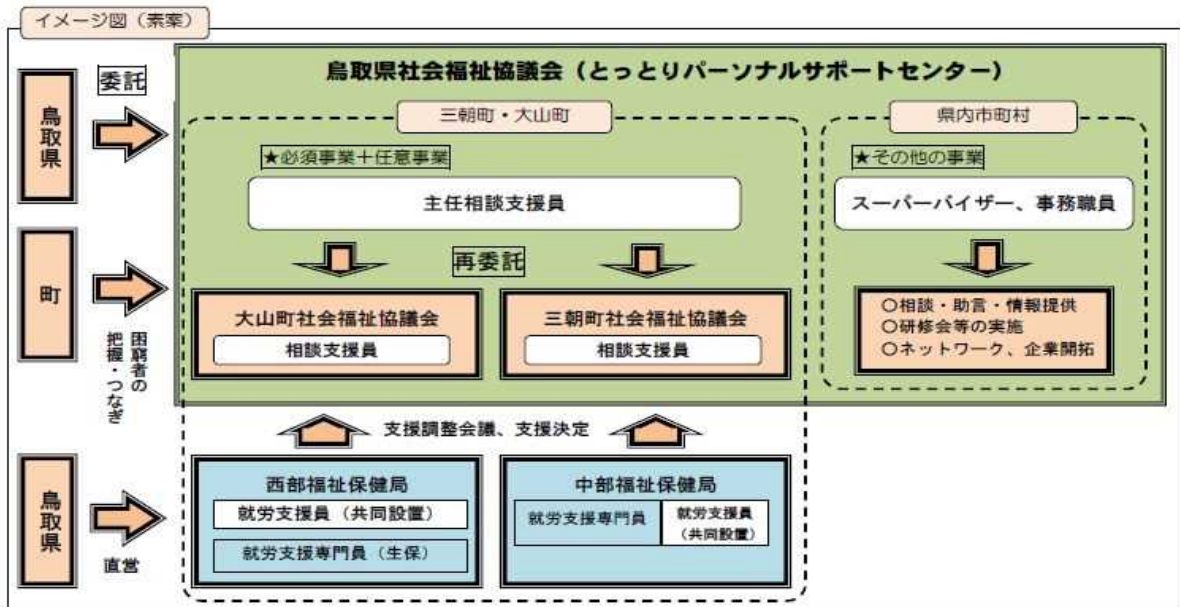 イメージ図（素案）
鳥取県
委託
鳥取県社会福祉協議会（とっとりパーソナルサポートセンター）
三朝町・大山町
★必須事業＋任意事業
主任相談支援員
再委託
大山町社会福祉協議会
相談支援員
三朝町社会福祉協議会
相談支援員
県内市町村
★その他の事業
スーパーバイザー、事務職員
〇相談・助言・情報提供
〇研修会等の実施
〇ネットワーク、企業開拓
町
困窮者の
把握・つなぎ
支援調整会議、支援決定
鳥取県
直営
西部福祉保健局
就労支援員（共同設置）
就労支援専門員（生保）
中部福祉保健局
就労支援専門員
就労支援員
（共同設置）